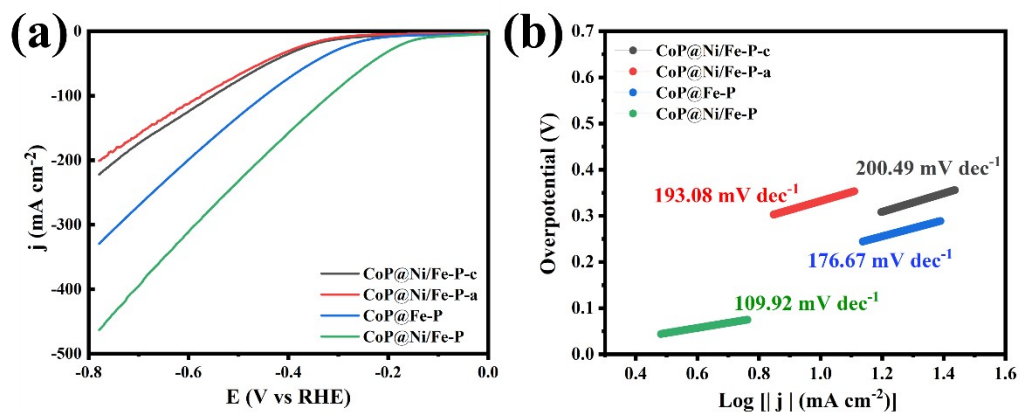 (a)
0
-100
-200
-300
-400
-500
j (mA cm⁻²)
-0.8
-0.6
-0.4
-0.2
0.0
E (V vs RHE)
CoP@Ni/Fe-P-c
CoP@Ni/Fe-P-a
CoP@Fe-P
CoP@Ni/Fe-P
(b)
0.7
0.6
0.5
0.4
0.3
0.2
0.1
0.0
Overpotential (V)
0.4
0.6
0.8
1.0
1.2
1.4
1.6
Log [| j | (mA cm⁻²)]
CoP@Ni/Fe-P-c
CoP@Ni/Fe-P-a
CoP@Fe-P
CoP@Ni/Fe-P
193.08 mV dec⁻¹
200.49 mV dec⁻¹
176.67 mV dec⁻¹
109.92 mV dec⁻¹